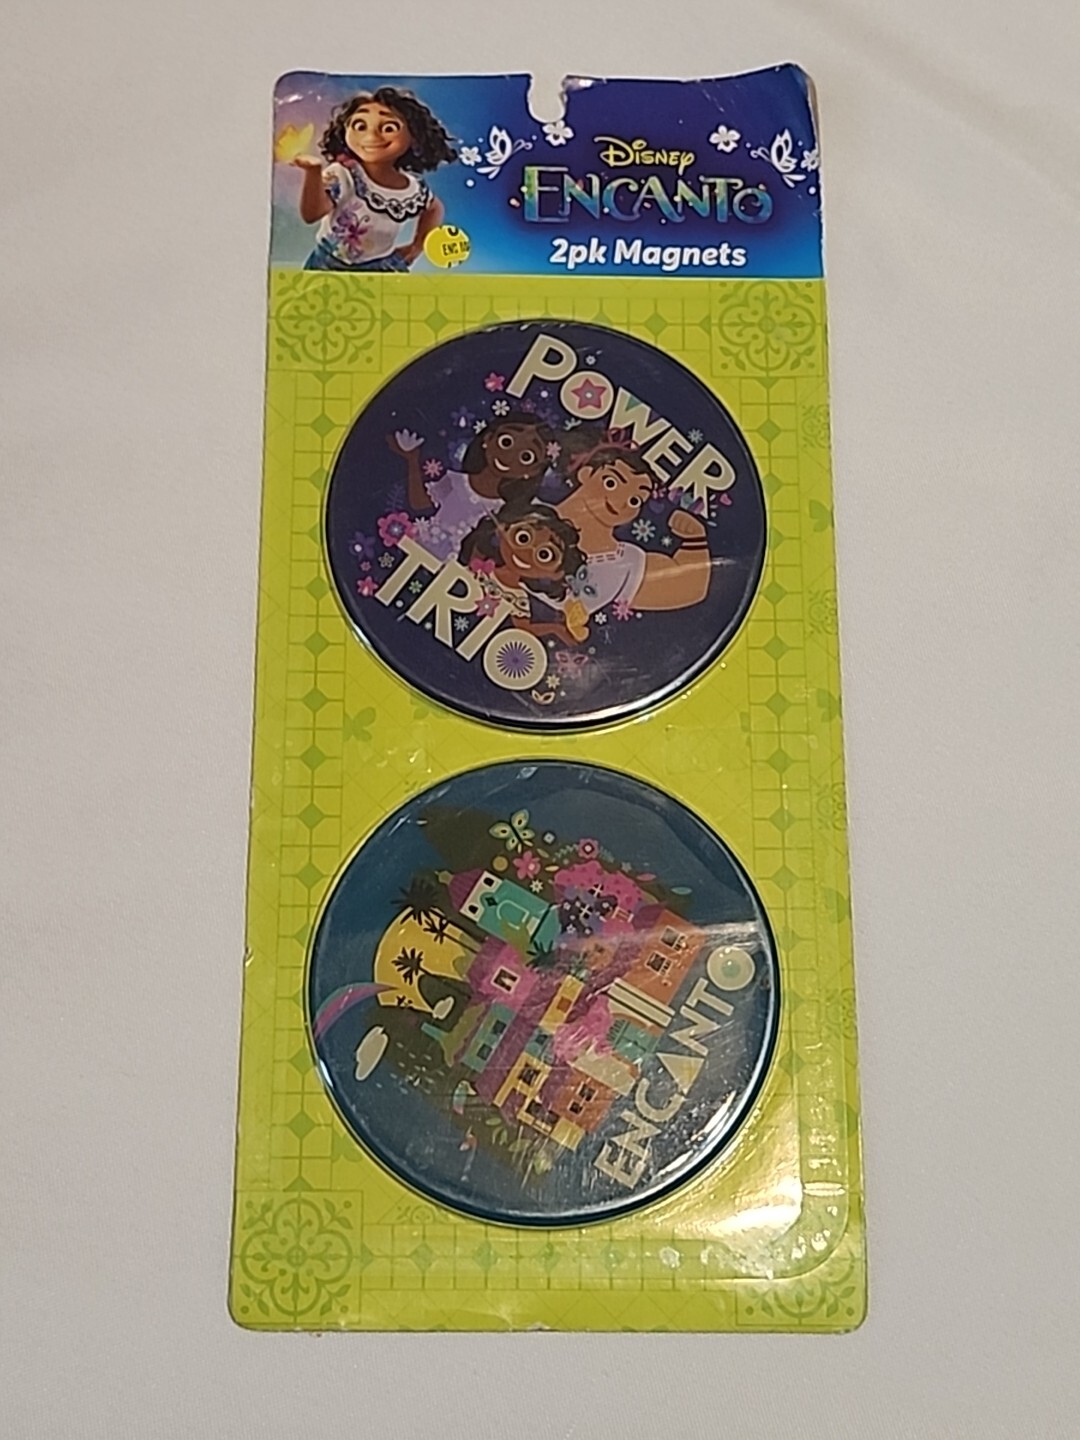 Disney
ENCANTO
2pk Magnets
POWER
TRIO
ENCANTO